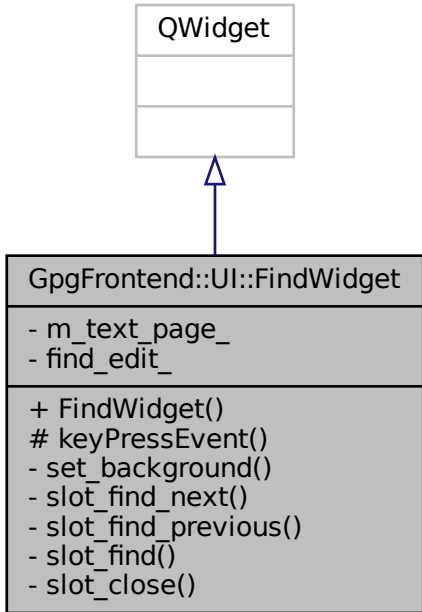 QWidget
GpgFrontend::UI::FindWidget
- m_text_page_
- find_edit_
+ FindWidget()
# keyPressEvent()
- set_background()
- slot_find_next()
- slot_find_previous()
- slot_find()
- slot_close()